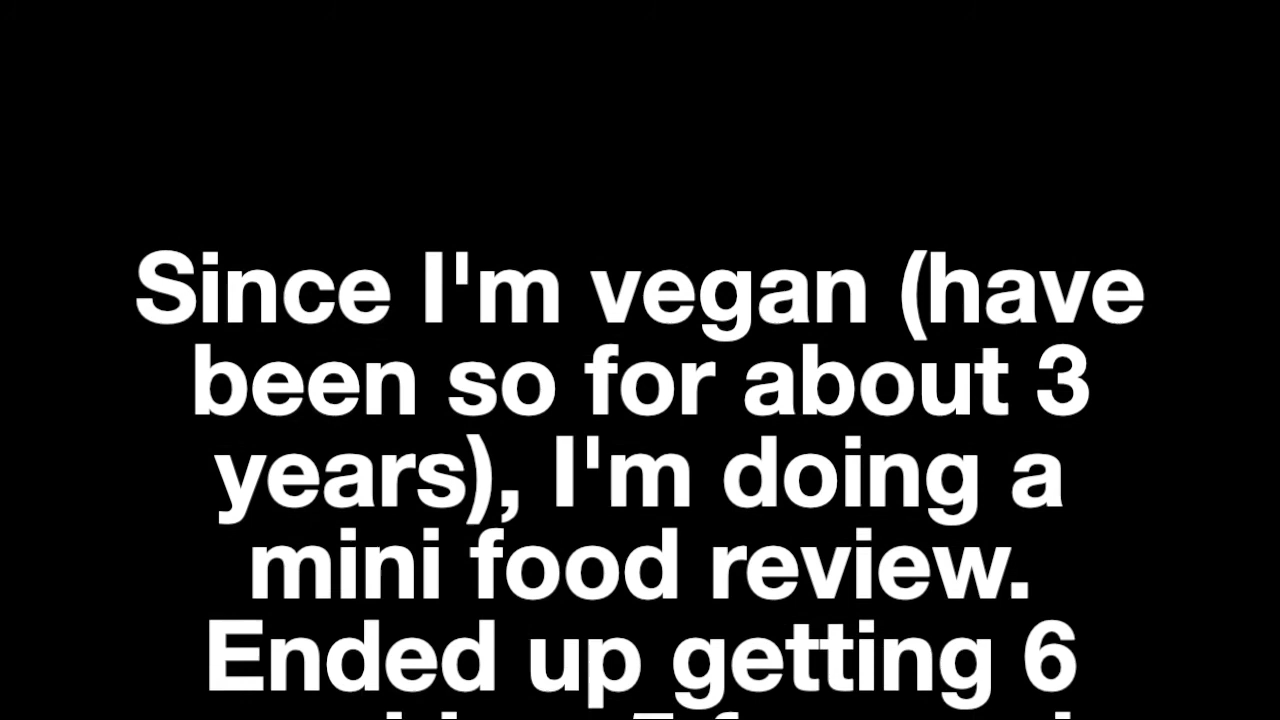 Since I'm vegan (have
been so for about 3
years), I'm doing a
mini food review.
Ended up getting 6